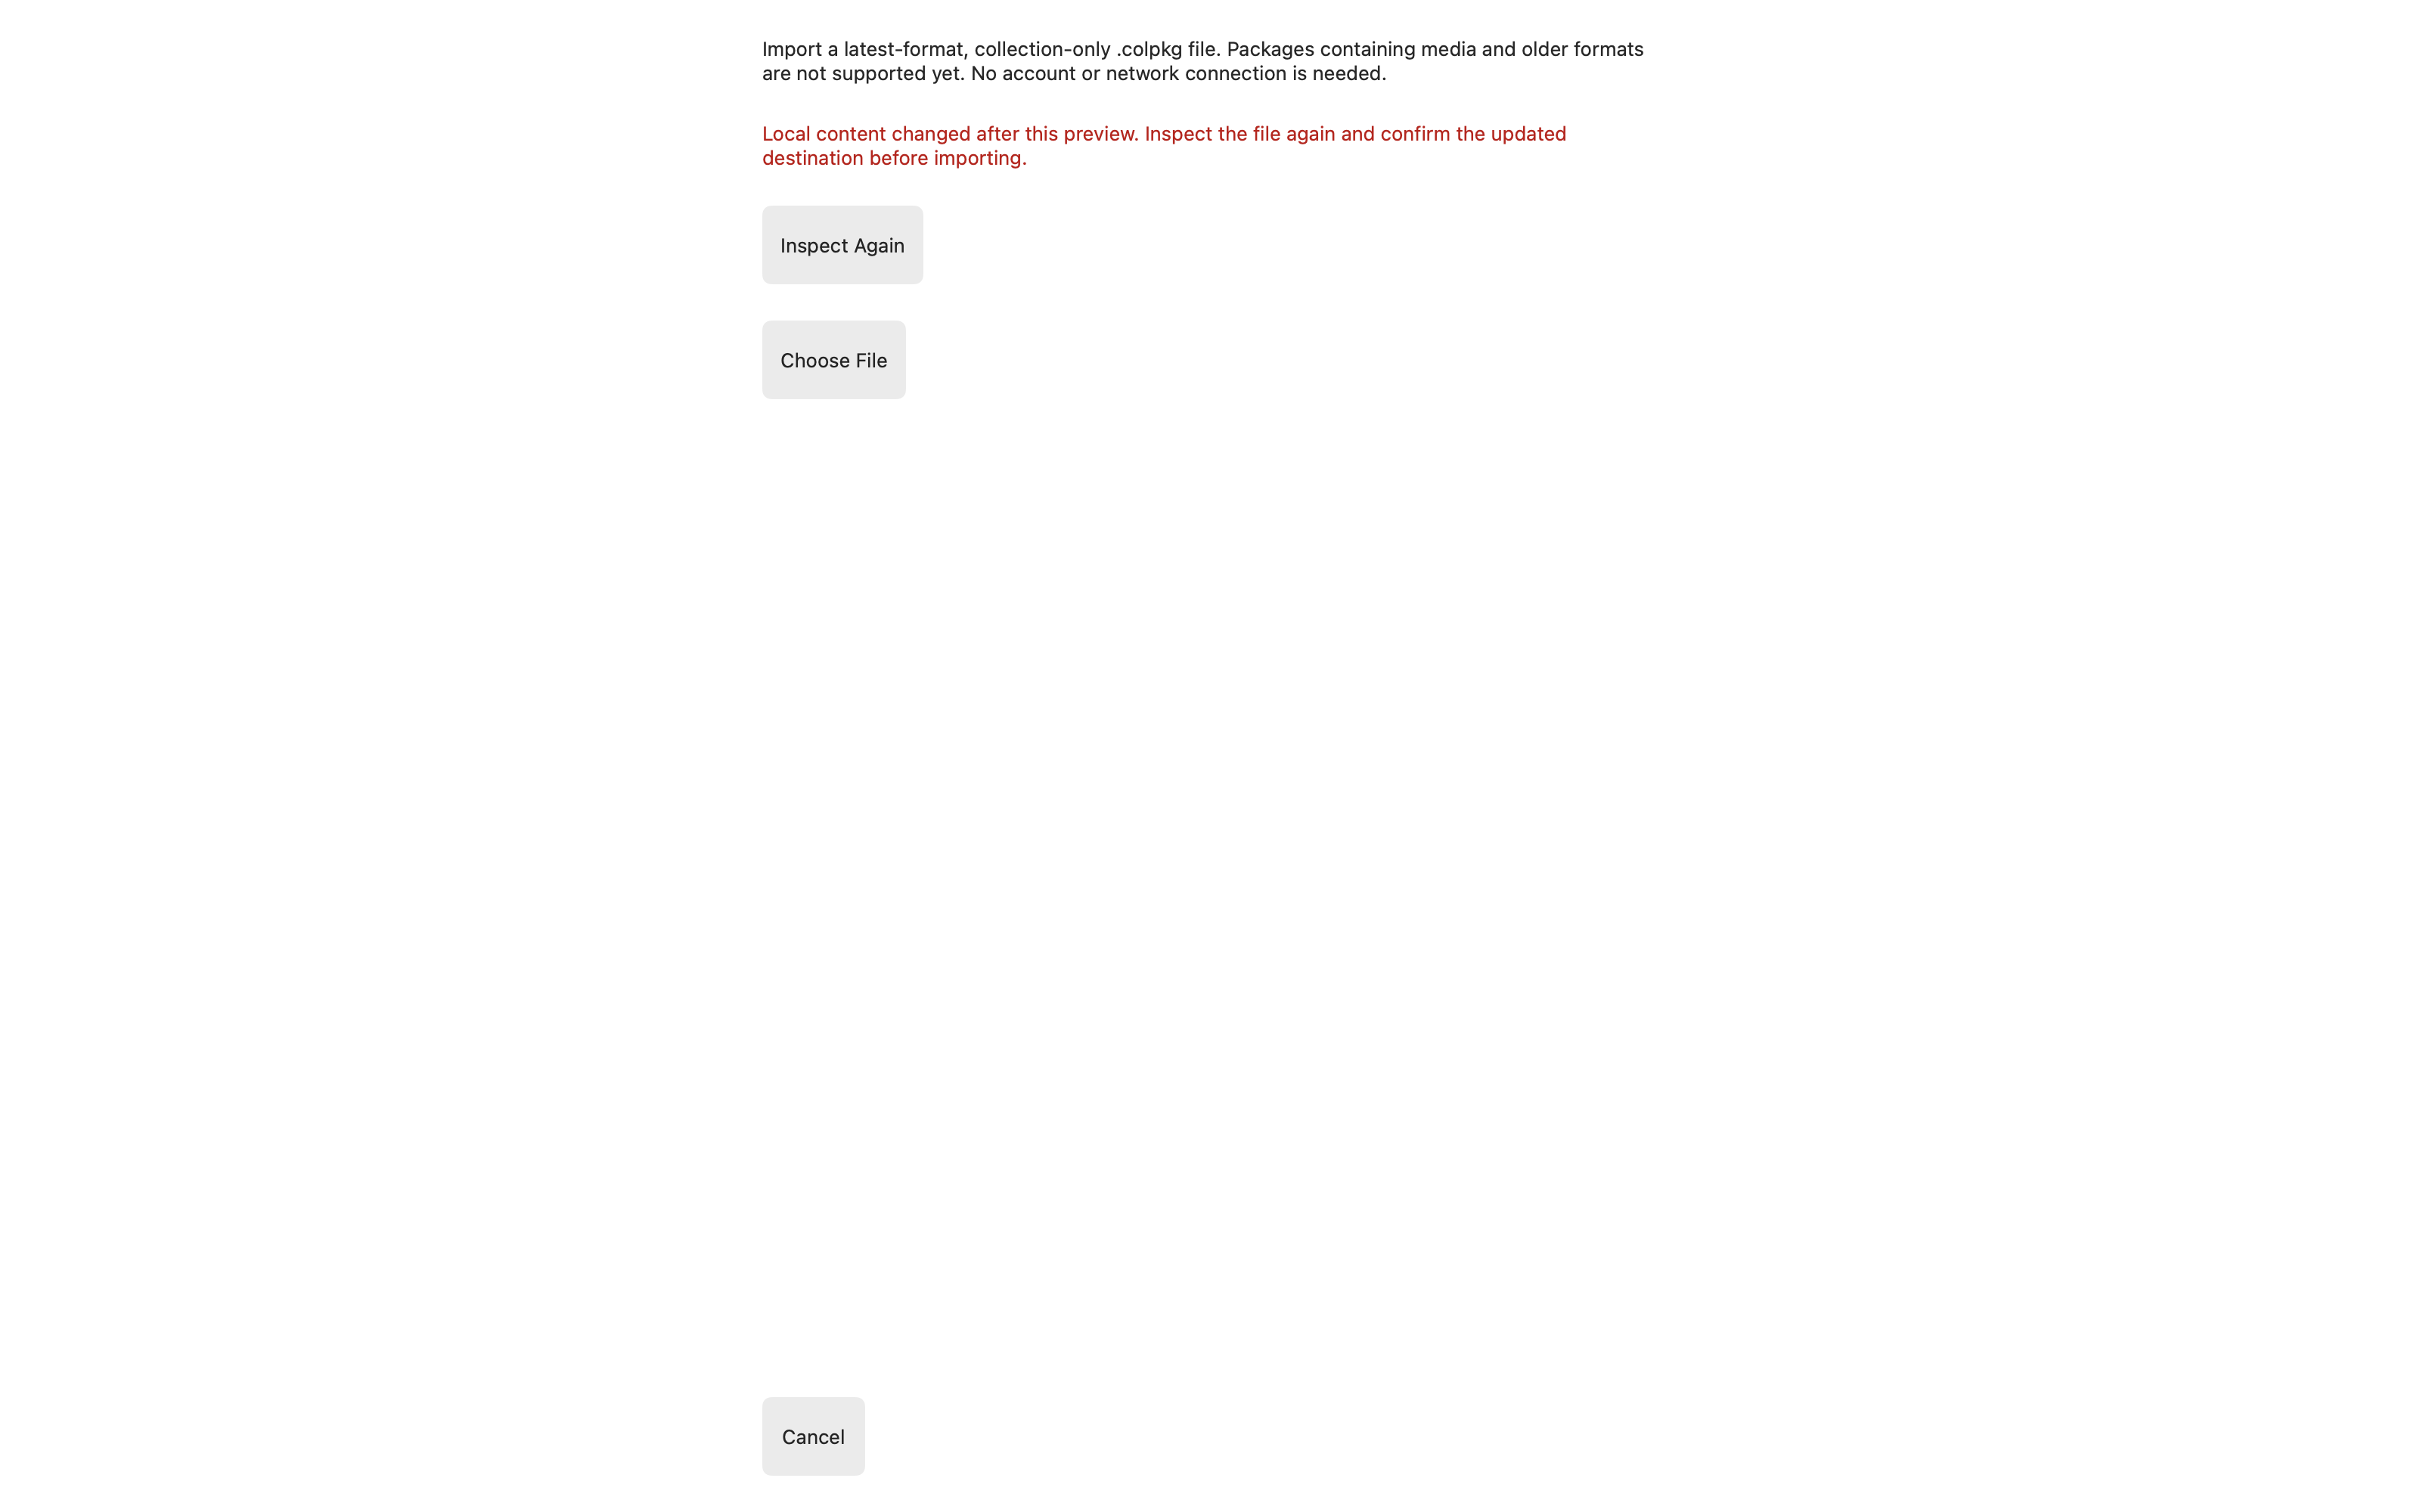 Import a latest-format, collection-only .colpkg file. Packages containing media and older formats
are not supported yet. No account or network connection is needed.
Local content changed after this preview. Inspect the file again and confirm the updated
destination before importing.
Inspect Again
Choose File
Cancel